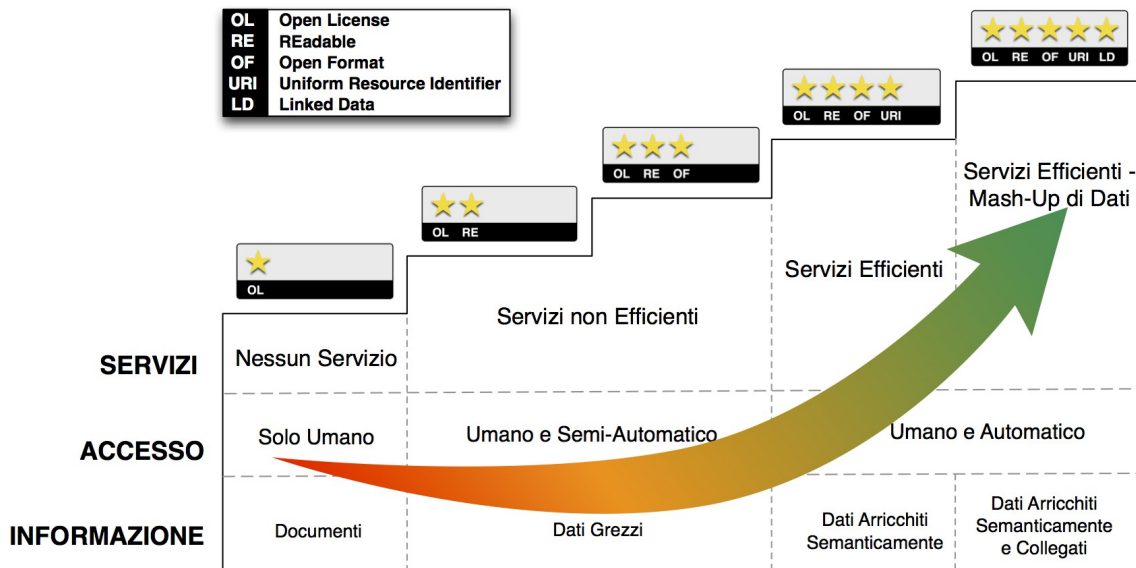 OL Open License
RE REadable
OF Open Format
URI Uniform Resource Identifier
LD Linked Data
OL RE OF URI LD
OL RE OF URI
OL RE OF
OL RE
OL
SERVIZI
Nessun Servizio
Servizi non Efficienti
Servizi Efficienti
Servizi Efficienti -
Mash-Up di Dati
ACCESSO
Solo Umano
Umano e Semi-Automatico
Umano e Automatico
INFORMAZIONE
Documenti
Dati Grezzi
Dati Arricchiti
Semanticamente
Dati Arricchiti
Semanticamente
e Collegati